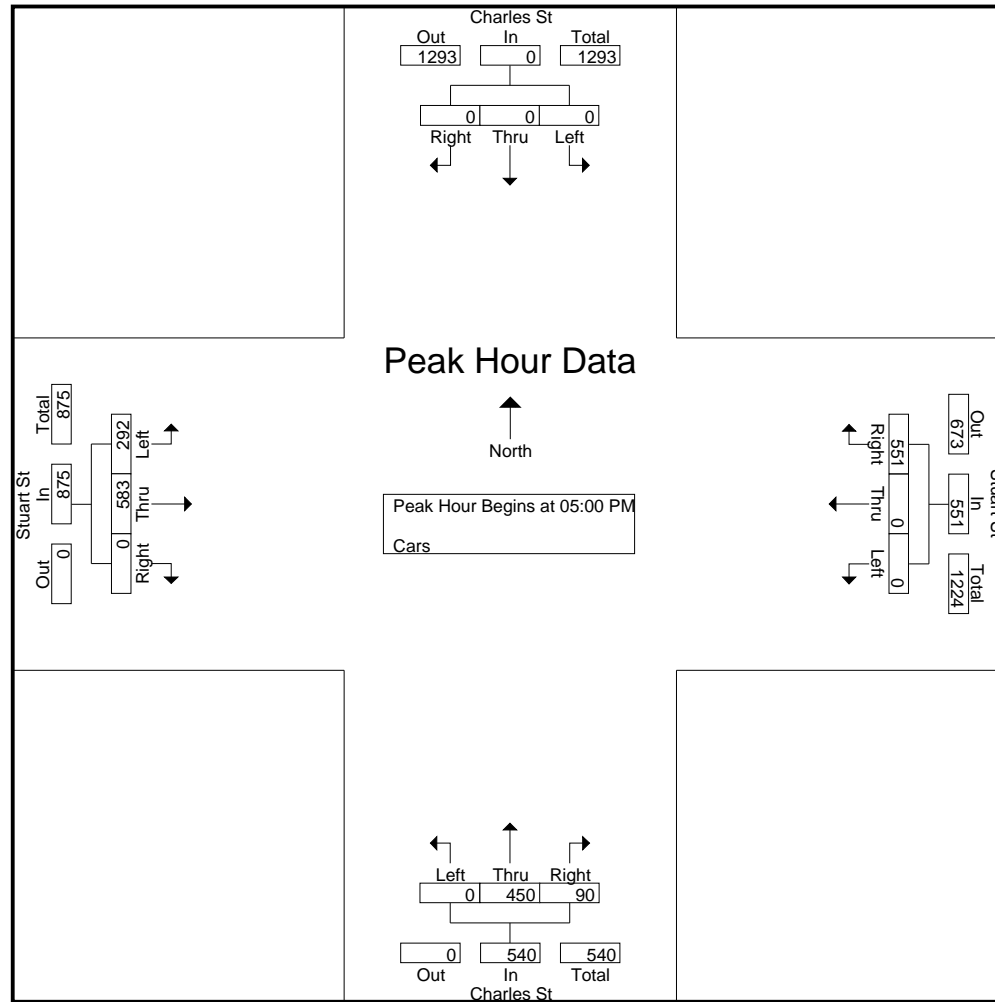 Charles St
Out In Total
1293 0 1293
0 0 0
Right Thru Left
Peak Hour Data
North
Peak Hour Begins at 05:00 PM
Cars
Stuart St
Total In Out
875 875 0
292 583 0
Left Thru Right
Right Thru Left
551 0 0
673 551 1224
Out In Total
Stuart St
Left Thru Right
0 450 90
0 540 540
Out In Total
Charles St